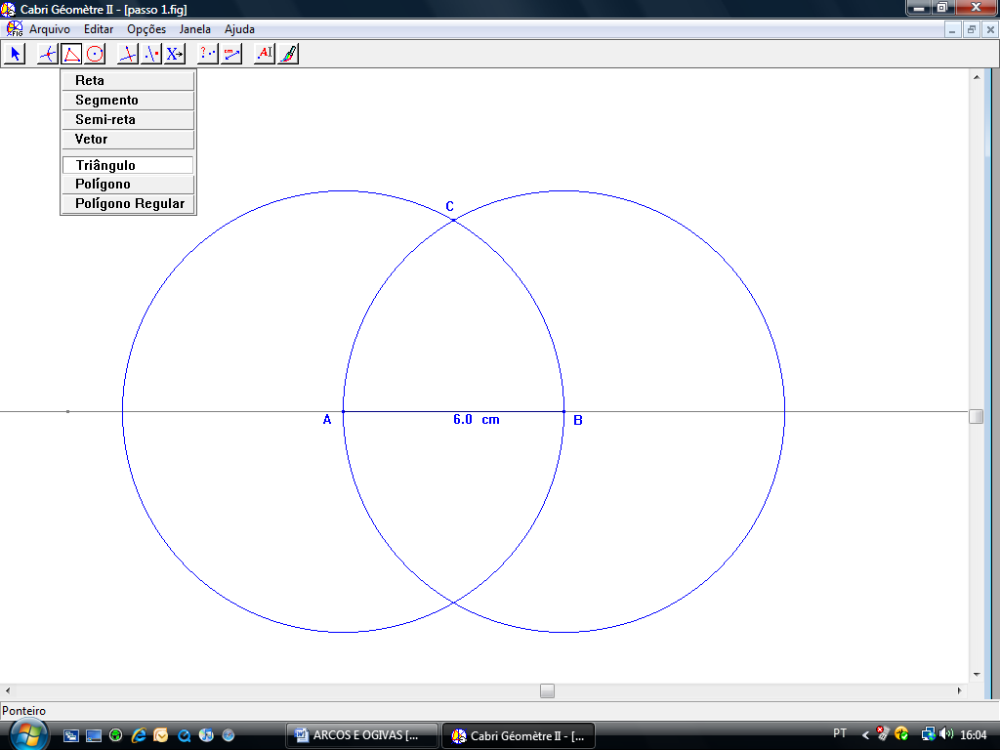 Cabri Géomètre II - [passo 1.fig]
Arquivo Editar Opções Janela Ajuda
Reta
Segmento
Semi-reta
Vetor
Triângulo
Polígono
Polígono Regular
C
A
6.0 cm
B
Ponteiro
ARCOS E OGIVAS [...
Cabri Géomètre II - [...
PT
16:04